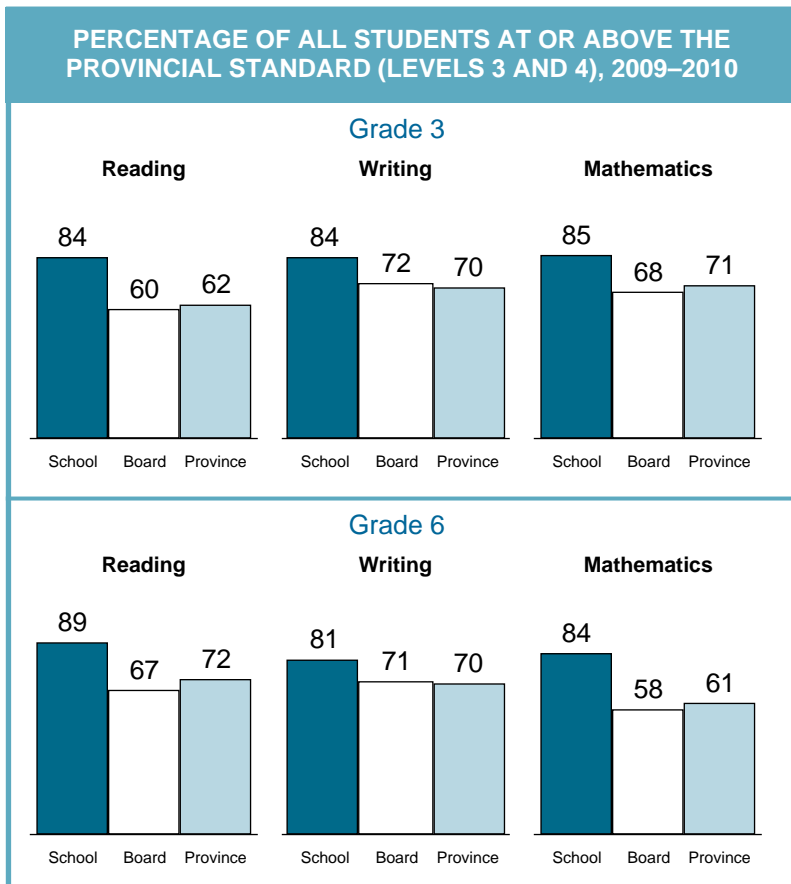 PERCENTAGE OF ALL STUDENTS AT OR ABOVE THE
PROVINCIAL STANDARD (LEVELS 3 AND 4), 2009–2010
Grade 3
Reading Writing Mathematics
84 60 62 84 72 70 85 68 71
School Board Province School Board Province School Board Province
Grade 6
Reading Writing Mathematics
89 67 72 81 71 70 84 58 61
School Board Province School Board Province School Board Province